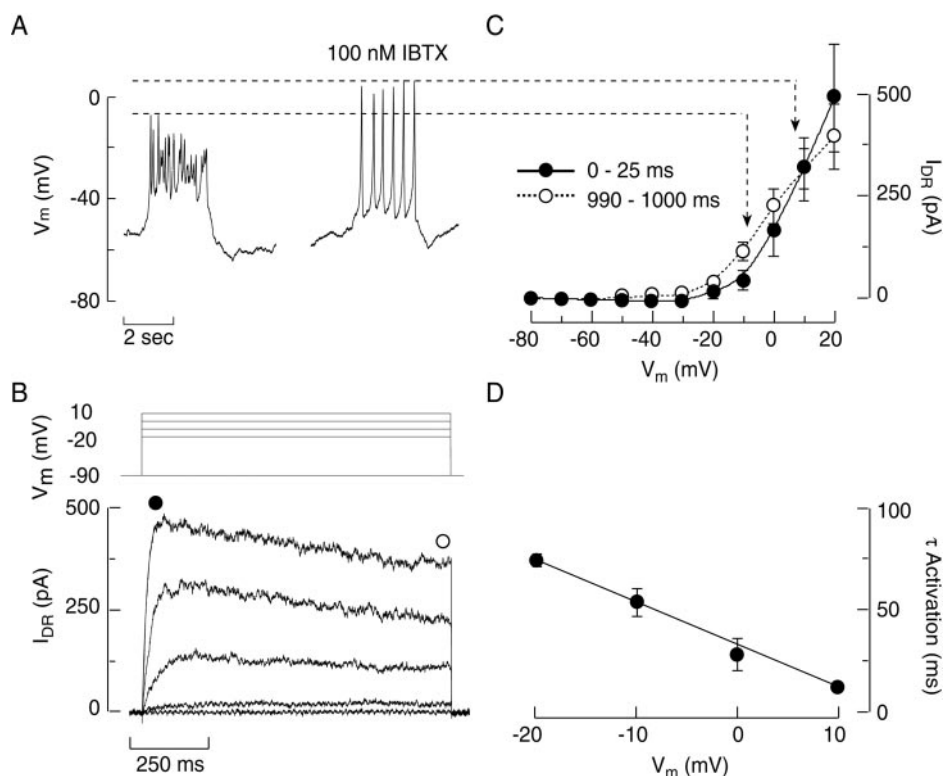 A
100 nM IBTX
0
-40
-80
Vm (mV)
2 sec
C
0 - 25 ms
990 - 1000 ms
500
250
0
IDR (pA)
-80 -60 -40 -20 0 20
Vm (mV)
B
10
-20
-90
Vm (mV)
500
250
0
IDR (pA)
250 ms
D
100
50
0
τ Activation (ms)
-20 -10 0 10
Vm (mV)